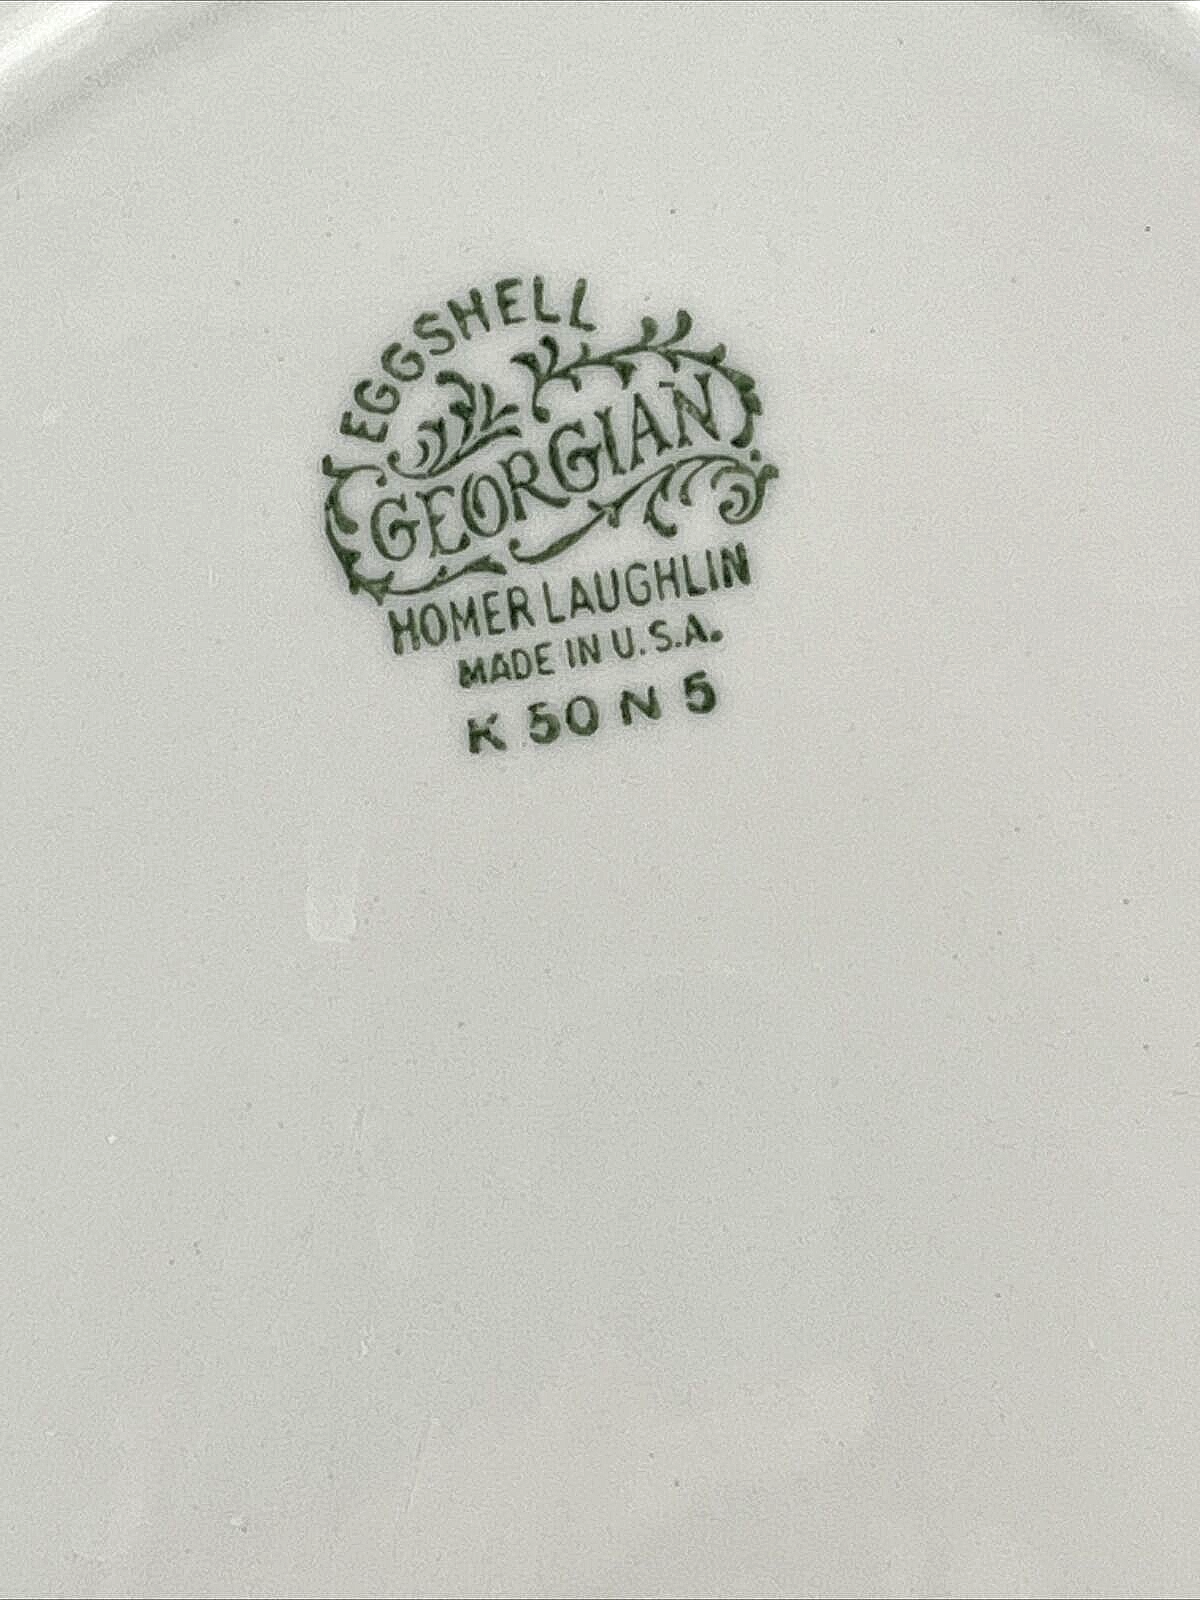 EGGSHELL
GEORGIAN
HOMER LAUGHLIN
MADE IN U.S.A.
K 50 N 5